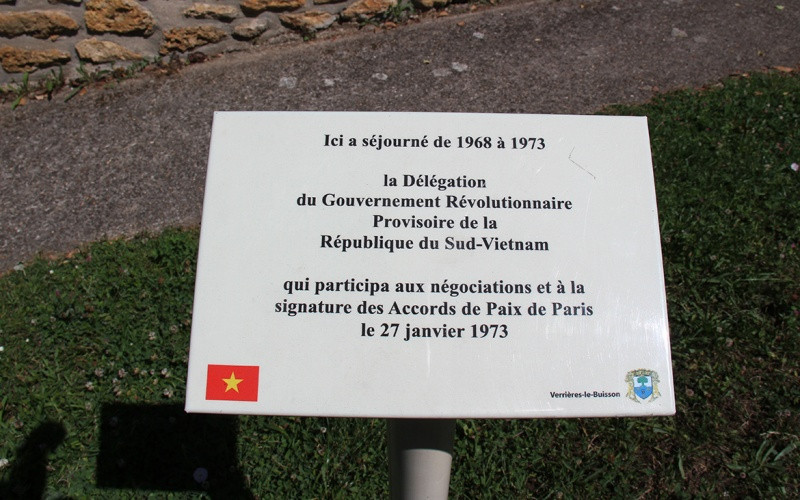 Ici a séjourné de 1968 à 1973
la Délégation
du Gouvernement Révolutionnaire
Provisoire de la
République du Sud-Vietnam
qui participa aux négociations et à la
signature des Accords de Paix de Paris
le 27 janvier 1973
Verrières-le-Buisson